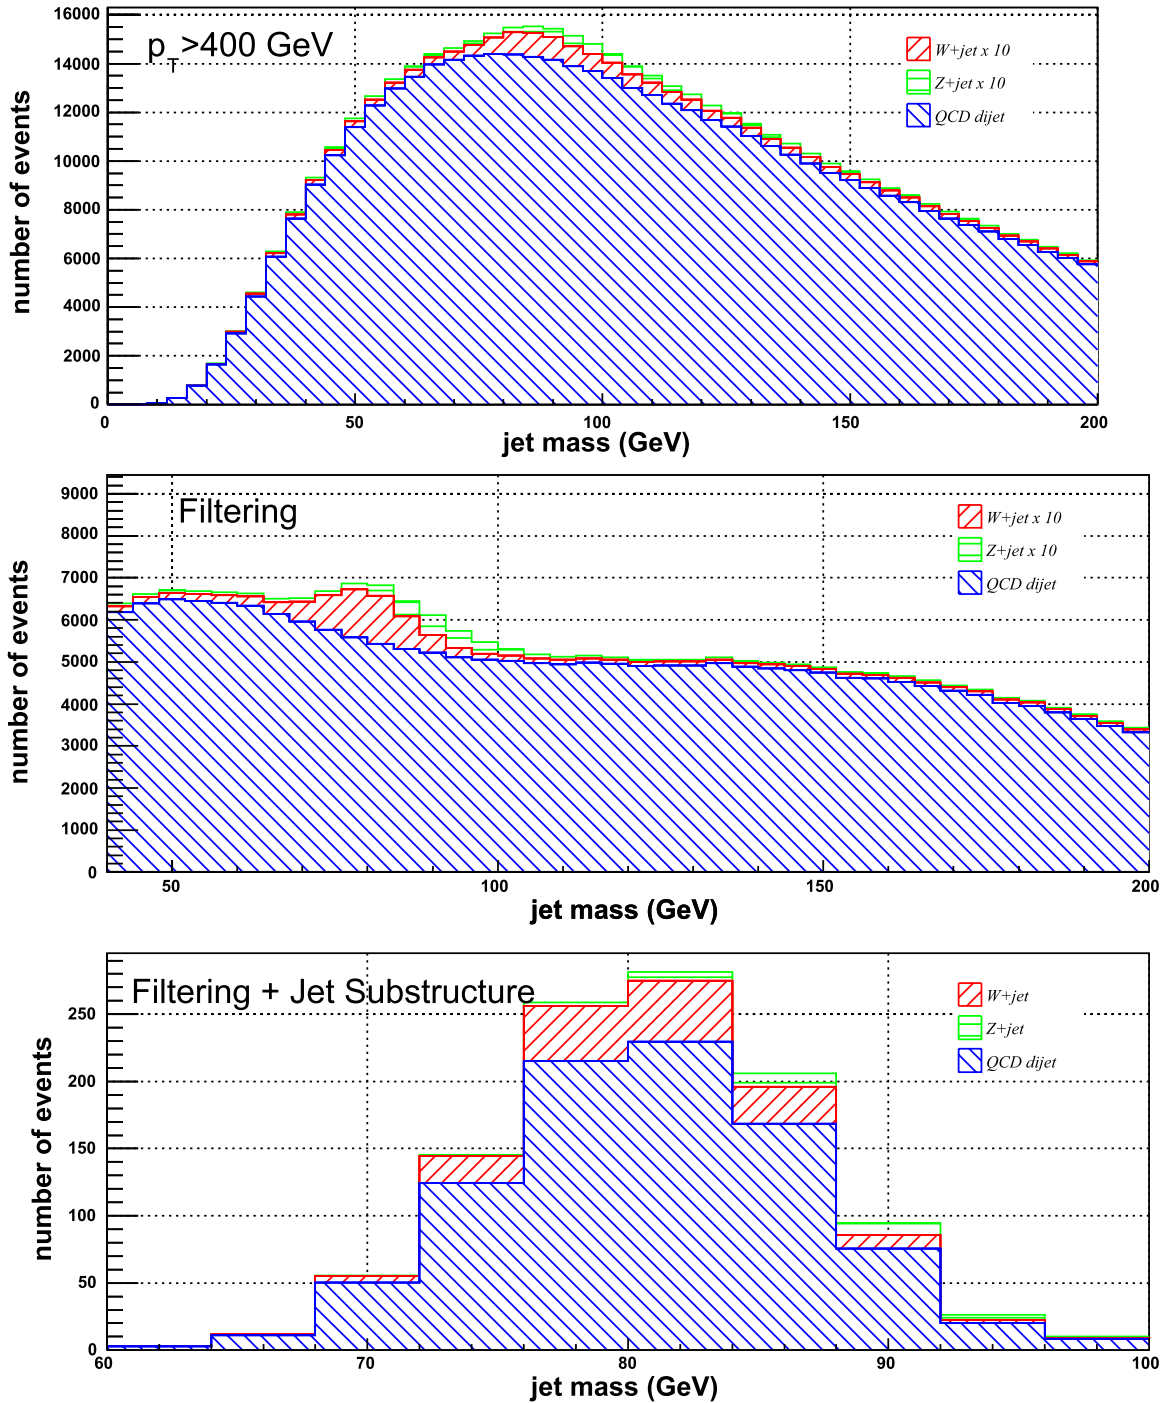 16000
14000
12000
10000
8000
6000
4000
2000
0
number of events
pT>400 GeV
W+jet x 10
Z+jet x 10
QCD dijet
0 50 100 150 200
jet mass (GeV)
9000
8000
7000
6000
5000
4000
3000
2000
1000
0
number of events
Filtering
W+jet x 10
Z+jet x 10
QCD dijet
50 100 150 200
jet mass (GeV)
250
200
150
100
50
0
number of events
Filtering + Jet Substructure
W+jet
Z+jet
QCD dijet
60 70 80 90 100
jet mass (GeV)